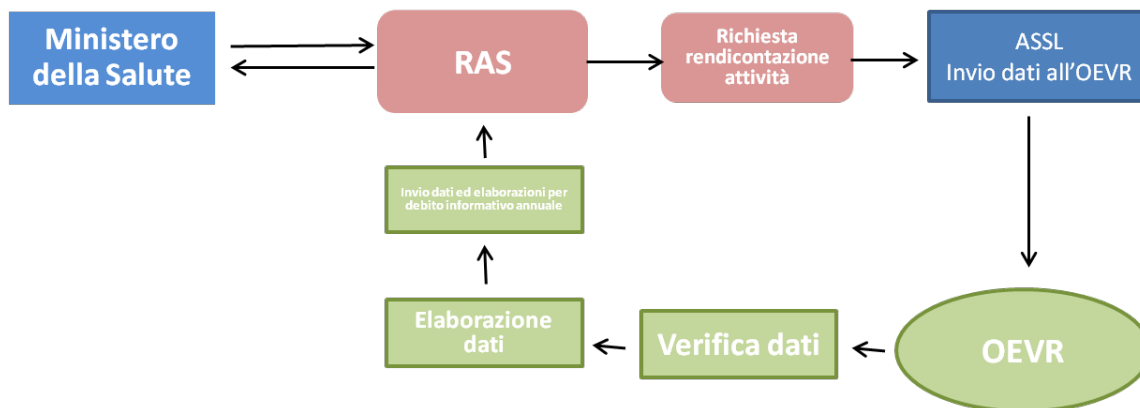 Ministero
della Salute
RAS
Richiesta
rendicontazione
attività
ASSL
Invio dati all'OEVR
Invio dati ed elaborazioni per
debito informativo annuale
Elaborazione
dati
Verifica dati
OEVR